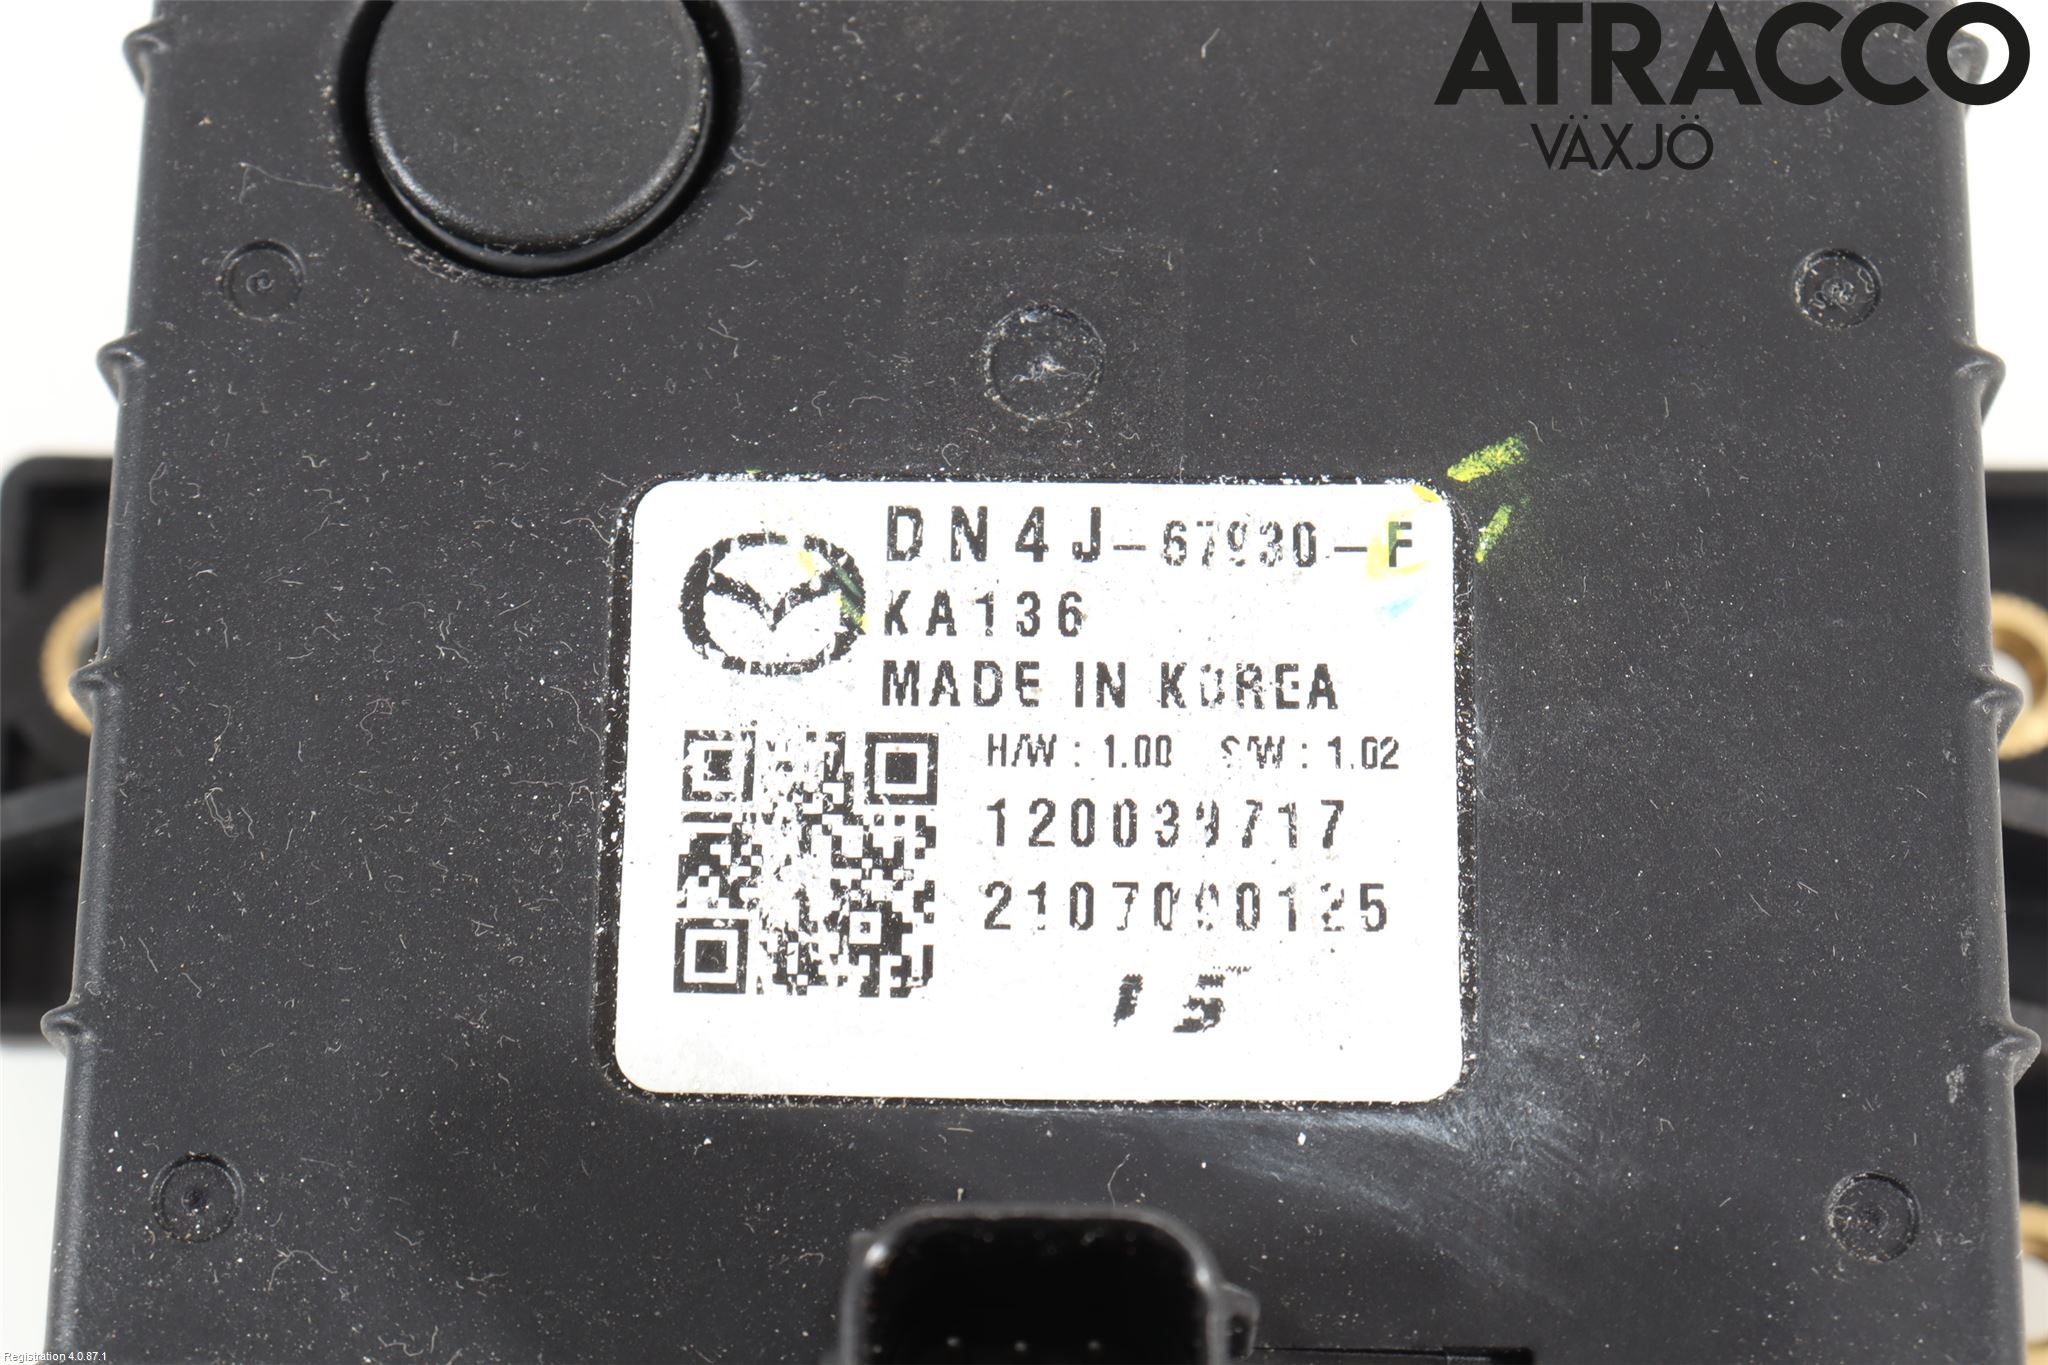 ATRACCO
VÄXJÖ
DN4J-67930-F
KA136
MADE IN KOREA
H/W : 1.00 S/W : 1.02
120039717
2107000125
15
Registration 4.0.87.1